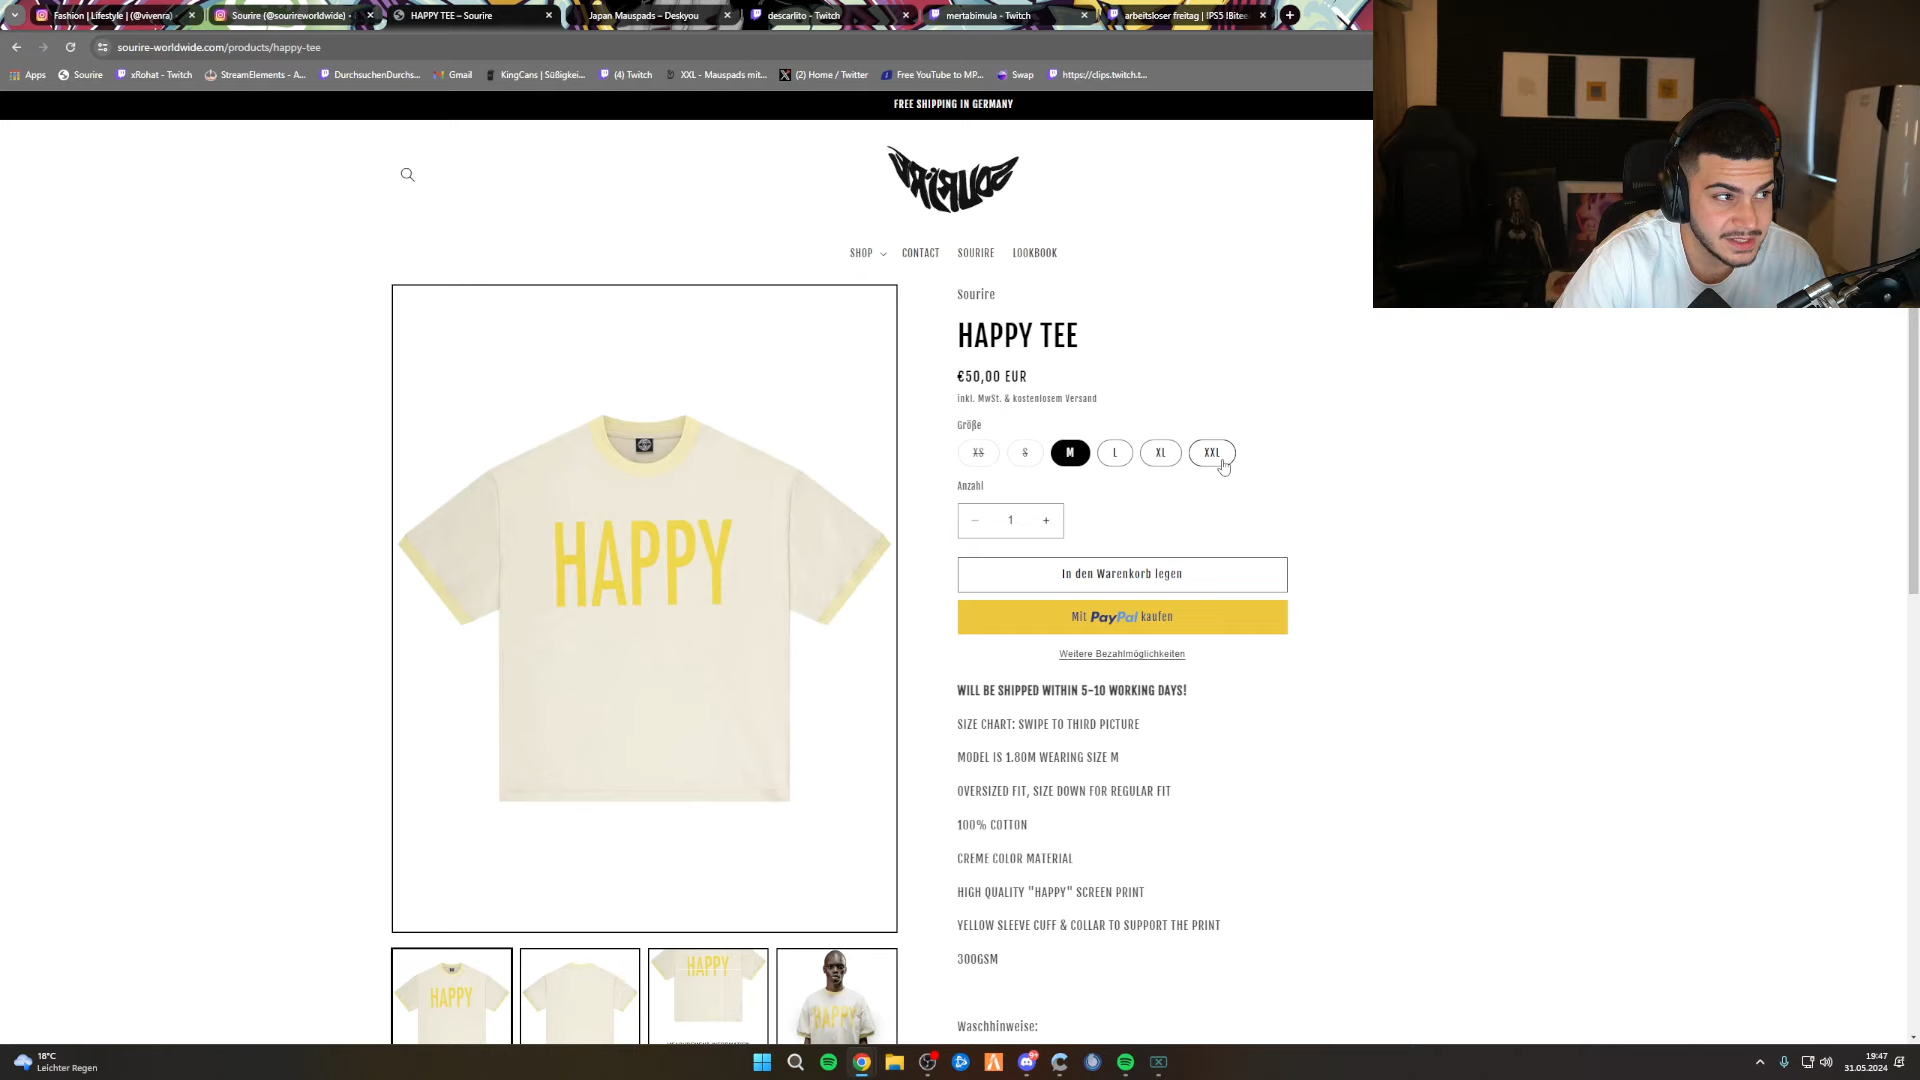 Fashion | Lifestyle (@vivenra)
Sourire (@sourireworldwide) •
HAPPY TEE – Sourire
Japan Mauspads – Deskyou
descarlito - Twitch
mertabimula - Twitch
arbeitsloser freitag | !PS5 !Bitee
sourire-worldwide.com/products/happy-tee
Apps
Sourire
xRohat - Twitch
StreamElements - A...
DurchsuchenDurchs...
Gmail
KingCans | Süßigkei...
(4) Twitch
XXL - Mauspads mit...
(2) Home / Twitter
Free YouTube to MP...
Swap
https://clips.twitch.t...
FREE SHIPPING IN GERMANY
SOURIRE
SHOP CONTACT SOURIRE LOOKBOOK
Sourire
HAPPY TEE
€50,00 EUR
inkl. MwSt. & kostenlosem Versand
Größe
XS S M L XL XXL
Anzahl
− 1 +
In den Warenkorb legen
Mit PayPal kaufen
Weitere Bezahlmöglichkeiten
WILL BE SHIPPED WITHIN 5-10 WORKING DAYS!
SIZE CHART: SWIPE TO THIRD PICTURE
MODEL IS 1.80M WEARING SIZE M
OVERSIZED FIT, SIZE DOWN FOR REGULAR FIT
100% COTTON
CREME COLOR MATERIAL
HIGH QUALITY "HAPPY" SCREEN PRINT
YELLOW SLEEVE CUFF & COLLAR TO SUPPORT THE PRINT
300GSM
Waschhinweise:
HAPPY
HAPPY
HAPPY
HAPPY
18°C
Leichter Regen
19:47
31.05.2024